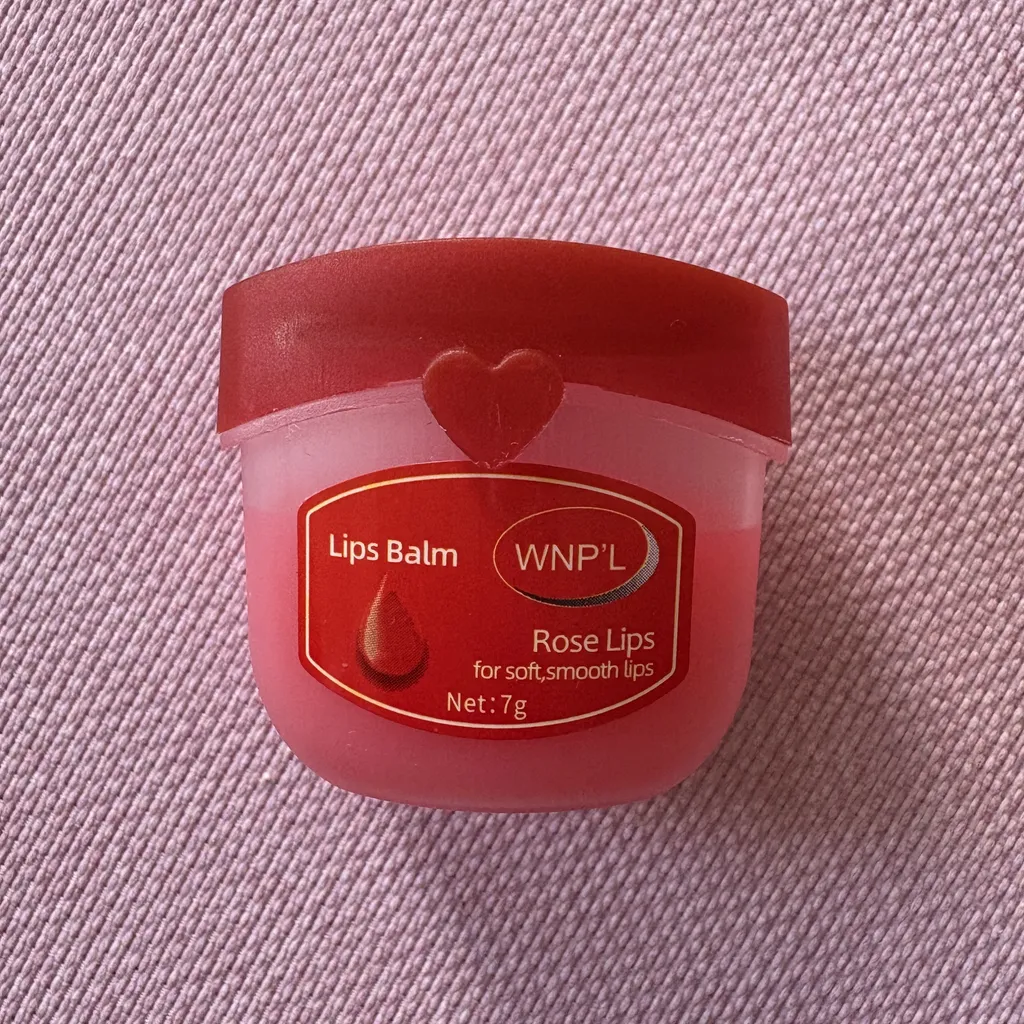 Lips Balm
WNP'L
Rose Lips
for soft,smooth lips
Net:7g